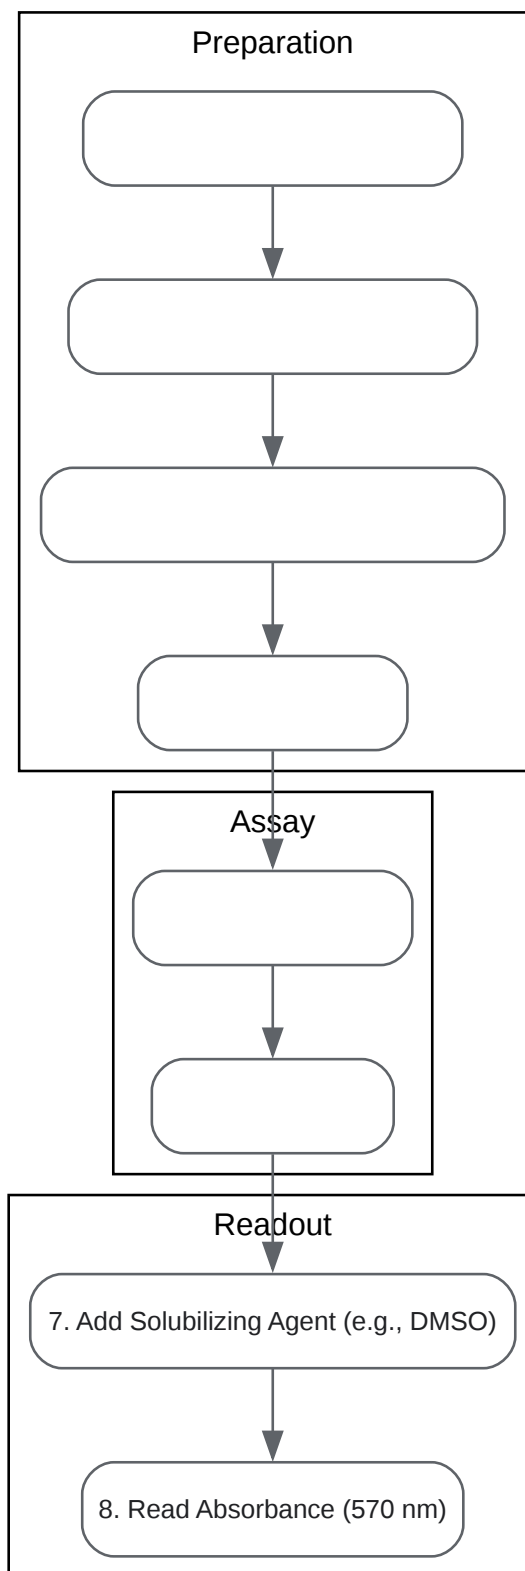 Preparation
Assay
Readout
7. Add Solubilizing Agent (e.g., DMSO)
8. Read Absorbance (570 nm)